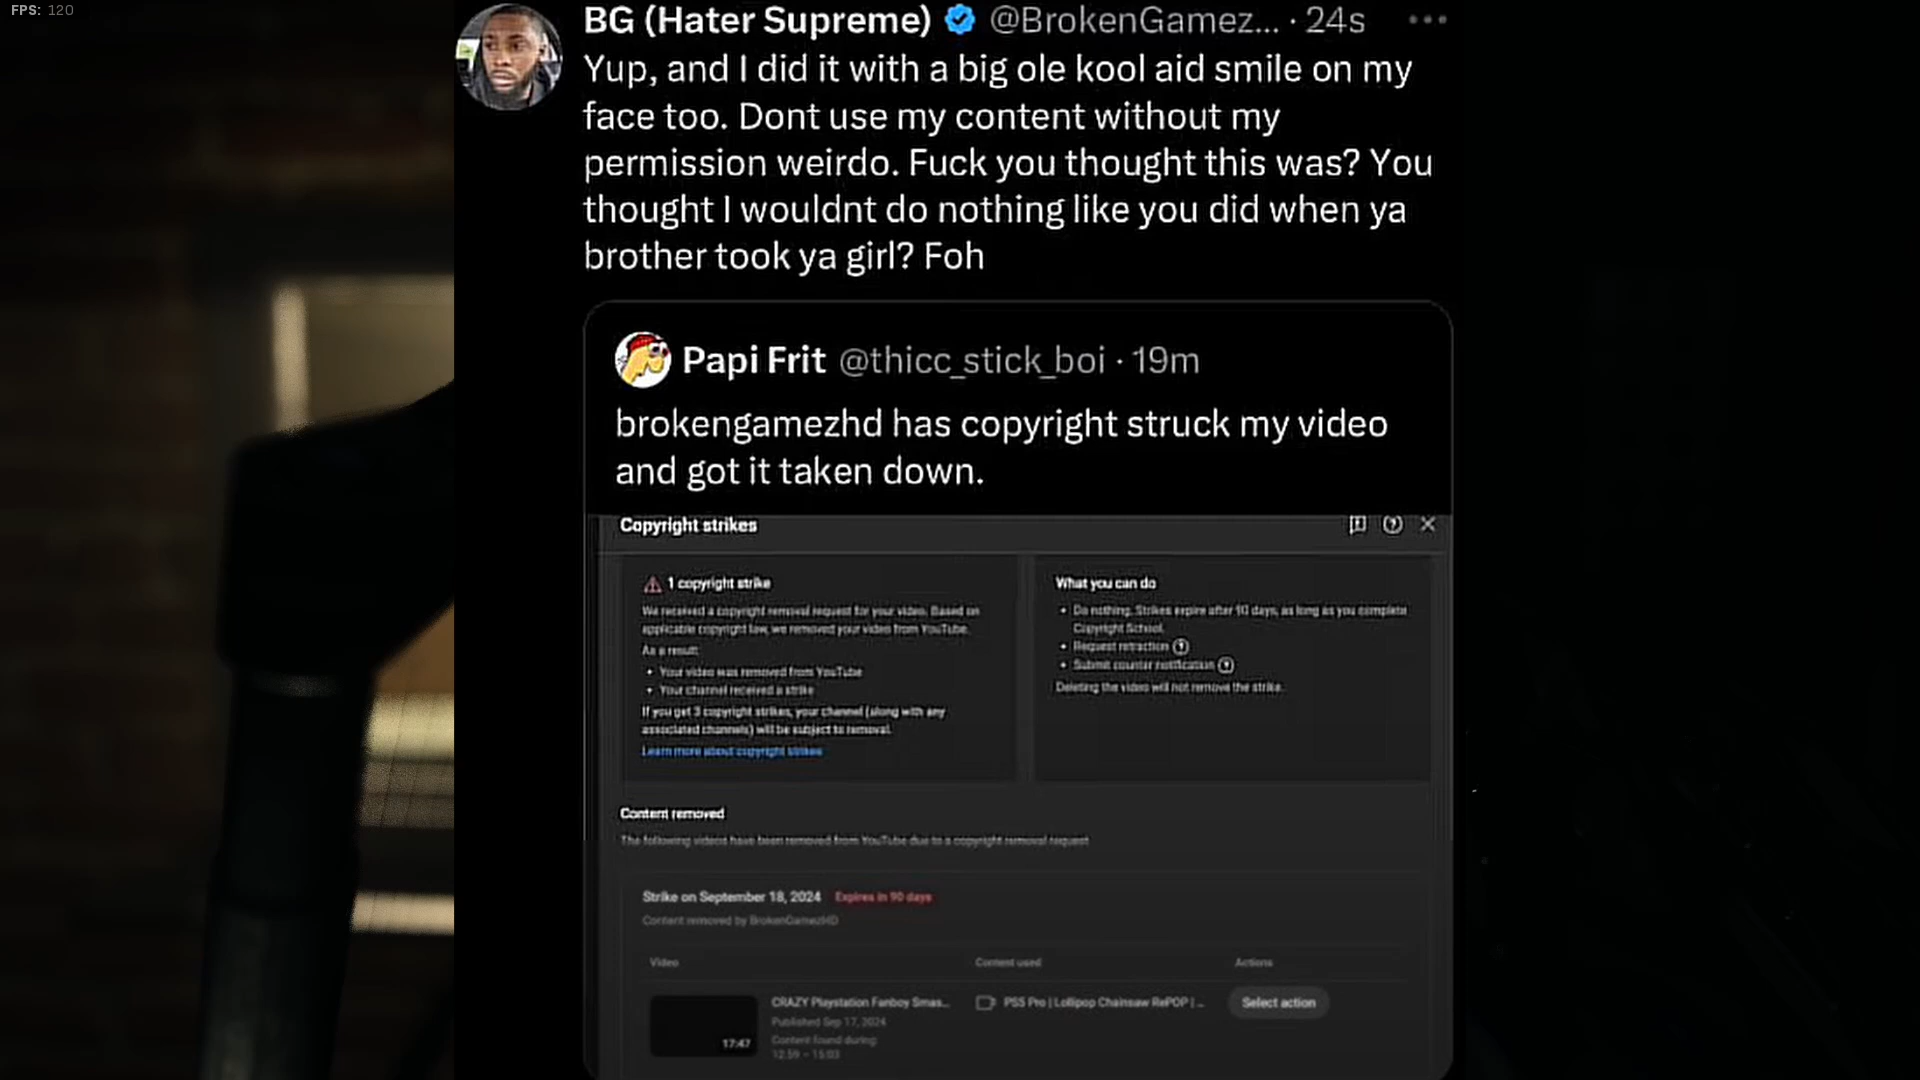 FPS: 120
BG (Hater Supreme) @BrokenGamez... · 24s
Yup, and I did it with a big ole kool aid smile on my
face too. Dont use my content without my
permission weirdo. Fuck you thought this was? You
thought I wouldnt do nothing like you did when ya
brother took ya girl? Foh
Papi Frit @thicc_stick_boi · 19m
brokengamezhd has copyright struck my video
and got it taken down.
Copyright strikes
1 copyright strike
We received a copyright removal request for your video. Based on
applicable copyright law, we removed your video from YouTube.
As a result:
• Your video was removed from YouTube
• Your channel received a strike
If you get 3 copyright strikes, your channel (along with any
associated channels) will be subject to removal.
Learn more about copyright strikes
What you can do
• Do nothing. Strikes expire after 90 days, as long as you complete
Copyright School.
• Request retraction
• Submit counter notification
Deleting the video will not remove the strike.
Content removed
The following videos have been removed from YouTube due to a copyright removal request
Strike on September 18, 2024 Expires in 90 days
Content removed by BrokenGamezHD
Video Content used Actions
17:47
CRAZY Playstation Fanboy Smas...
Published Sep 17, 2024
Content found during:
12:59 – 15:03
PS5 Pro | Lollipop Chainsaw RePOP | ...
Select action